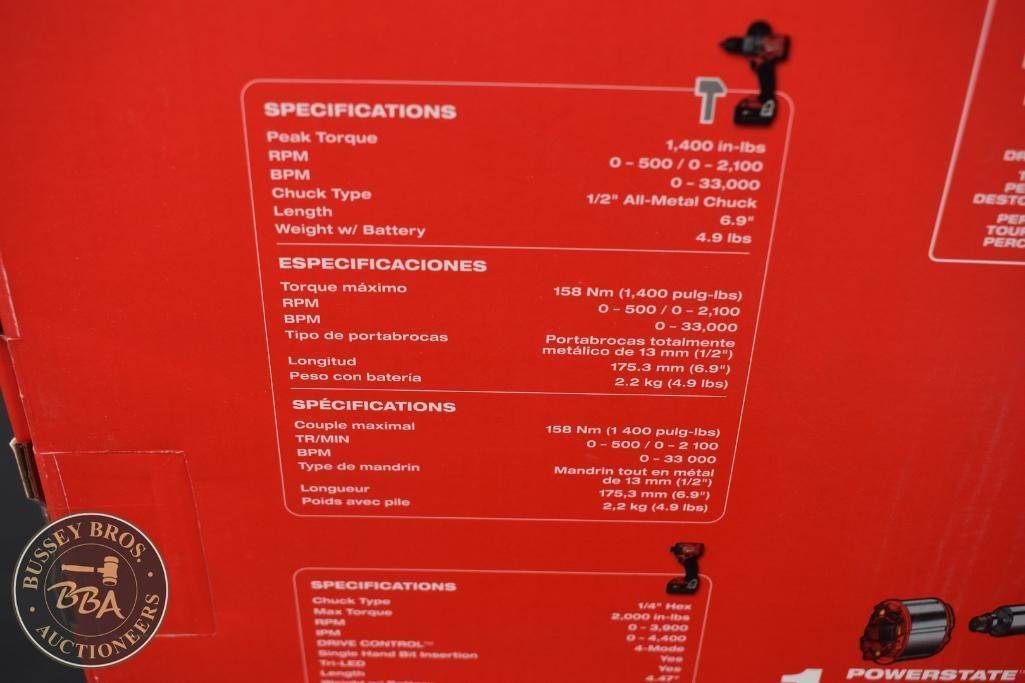 SPECIFICATIONS
Peak Torque 1,400 in-lbs
RPM 0 - 500 / 0 - 2,100
BPM 0 - 33,000
Chuck Type 1/2" All-Metal Chuck
Length 6.9"
Weight w/ Battery 4.9 lbs
ESPECIFICACIONES
Torque máximo 158 Nm (1,400 pulg-lbs)
RPM 0 - 500 / 0 - 2,100
BPM 0 - 33,000
Tipo de portabrocas Portabrocas totalmente
metálico de 13 mm (1/2")
Longitud 175.3 mm (6.9")
Peso con batería 2.2 kg (4.9 lbs)
SPÉCIFICATIONS
Couple maximal 158 Nm (1 400 pulg-lbs)
TR/MIN 0 - 500 / 0 - 2 100
BPM 0 - 33 000
Type de mandrin Mandrin tout en métal
de 13 mm (1/2")
Longueur 175,3 mm (6.9")
Poids avec pile 2,2 kg (4.9 lbs)
SPECIFICATIONS
Chuck Type 1/4" Hex
Max Torque 2,000 in-lbs
RPM 0 - 3,900
IPM 0 - 4,400
DRIVE CONTROL™ 4-Mode
Single Hand Bit Insertion Yes
Tri-LED Yes
Length 4.47"
DESTO
TOUR
PERC
1 POWERSTATE™
BUSSEY BROS.
BBA
AUCTIONEERS